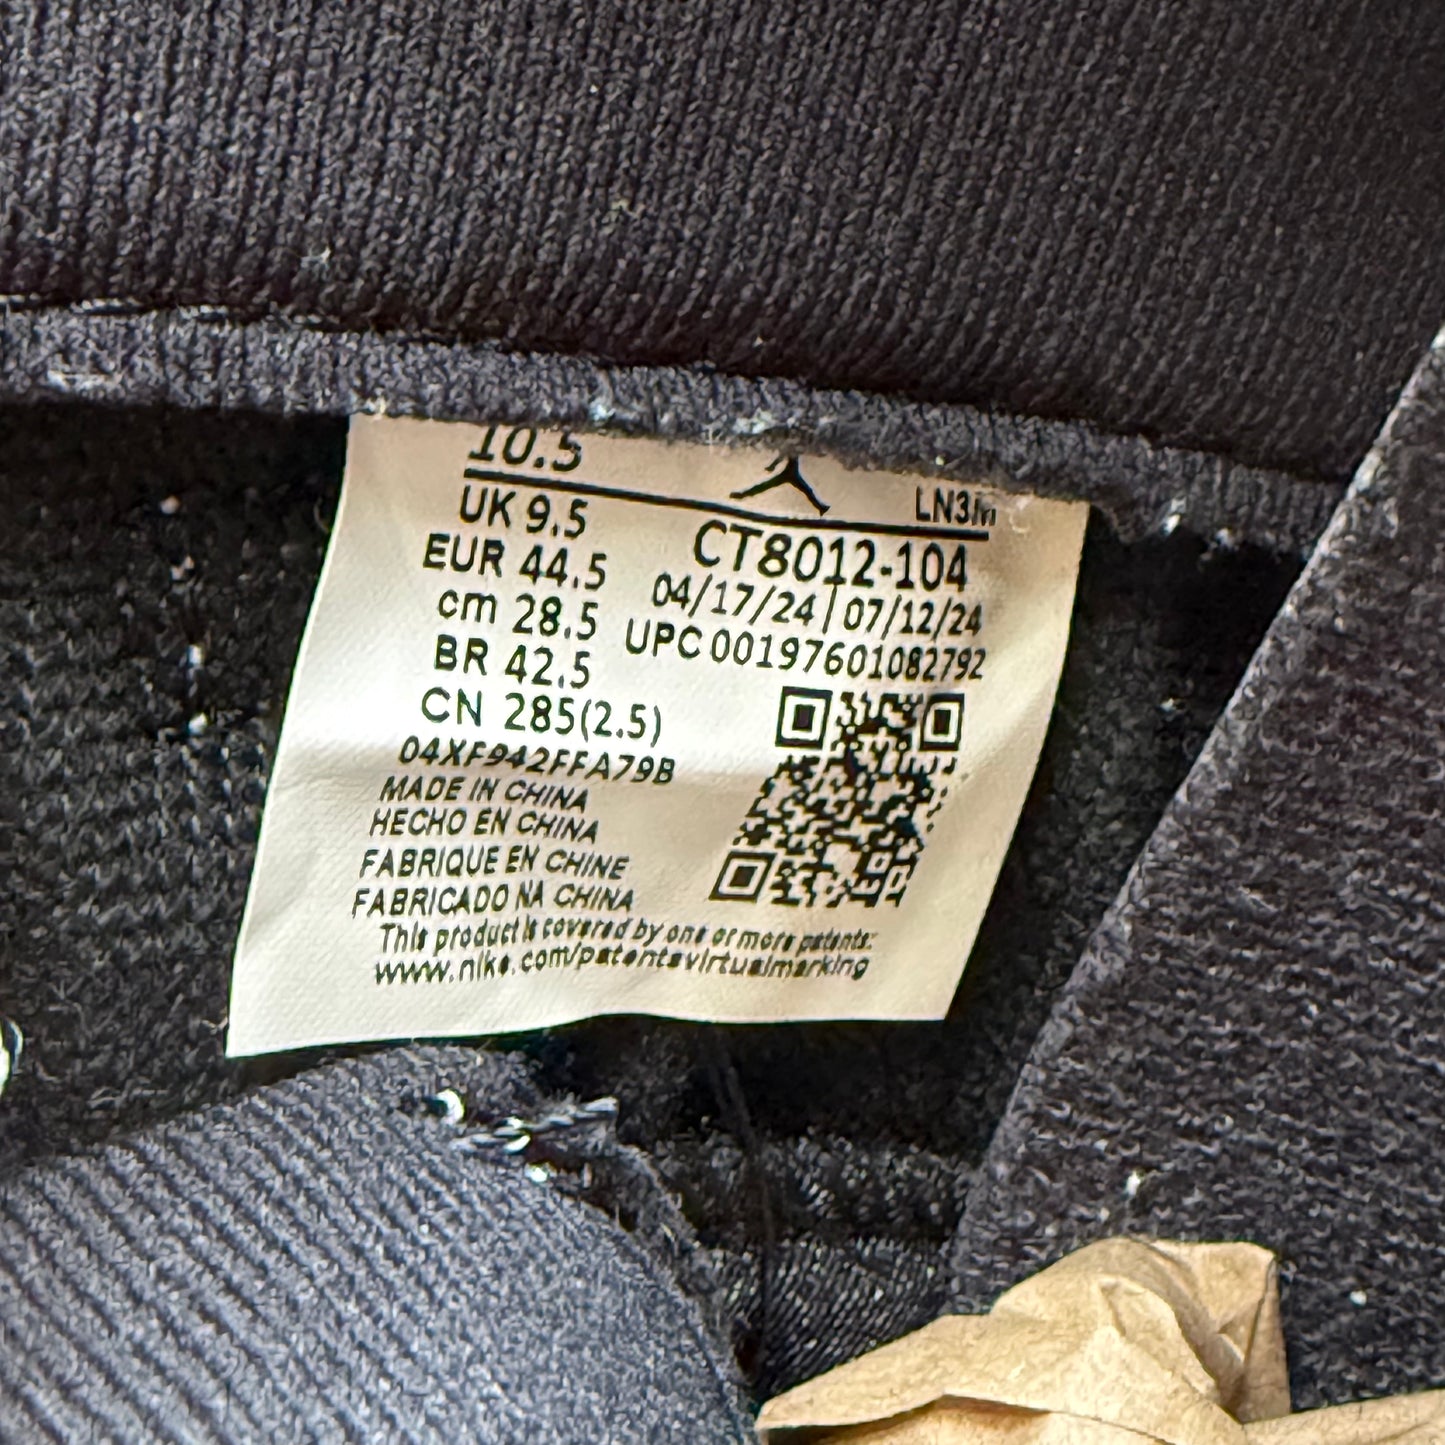 10.5
LN3M
UK 9.5
CT8012-104
EUR 44.5
04/17/24 | 07/12/24
cm 28.5
UPC 00197601082792
BR 42.5
CN 285(2.5)
04XF942FFA79B
MADE IN CHINA
HECHO EN CHINA
FABRIQUE EN CHINE
FABRICADO NA CHINA
This product is covered by one or more patents:
www.nike.com/patentsvirtualmarking